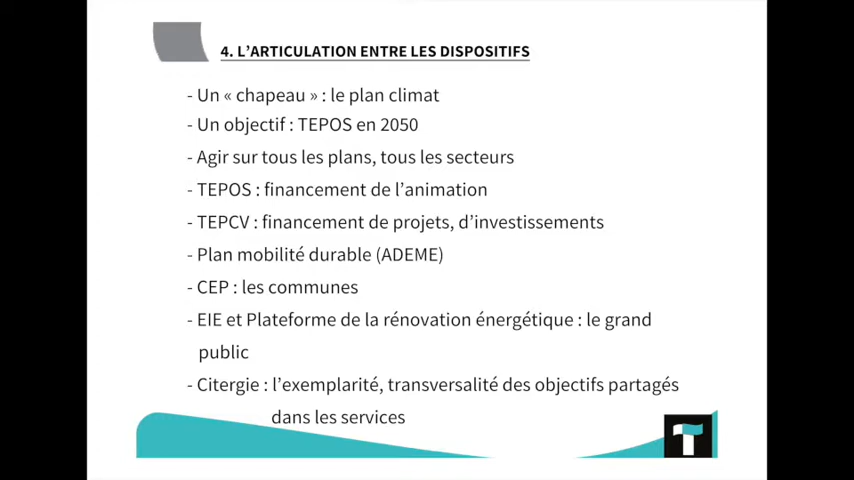 4. L’ARTICULATION ENTRE LES DISPOSITIFS
- Un « chapeau » : le plan climat
- Un objectif : TEPOS en 2050
- Agir sur tous les plans, tous les secteurs
- TEPOS : financement de l’animation
- TEPCV : financement de projets, d’investissements
- Plan mobilité durable (ADEME)
- CEP : les communes
- EIE et Plateforme de la rénovation énergétique : le grand
public
- Citergie : l’exemplarité, transversalité des objectifs partagés
dans les services
T